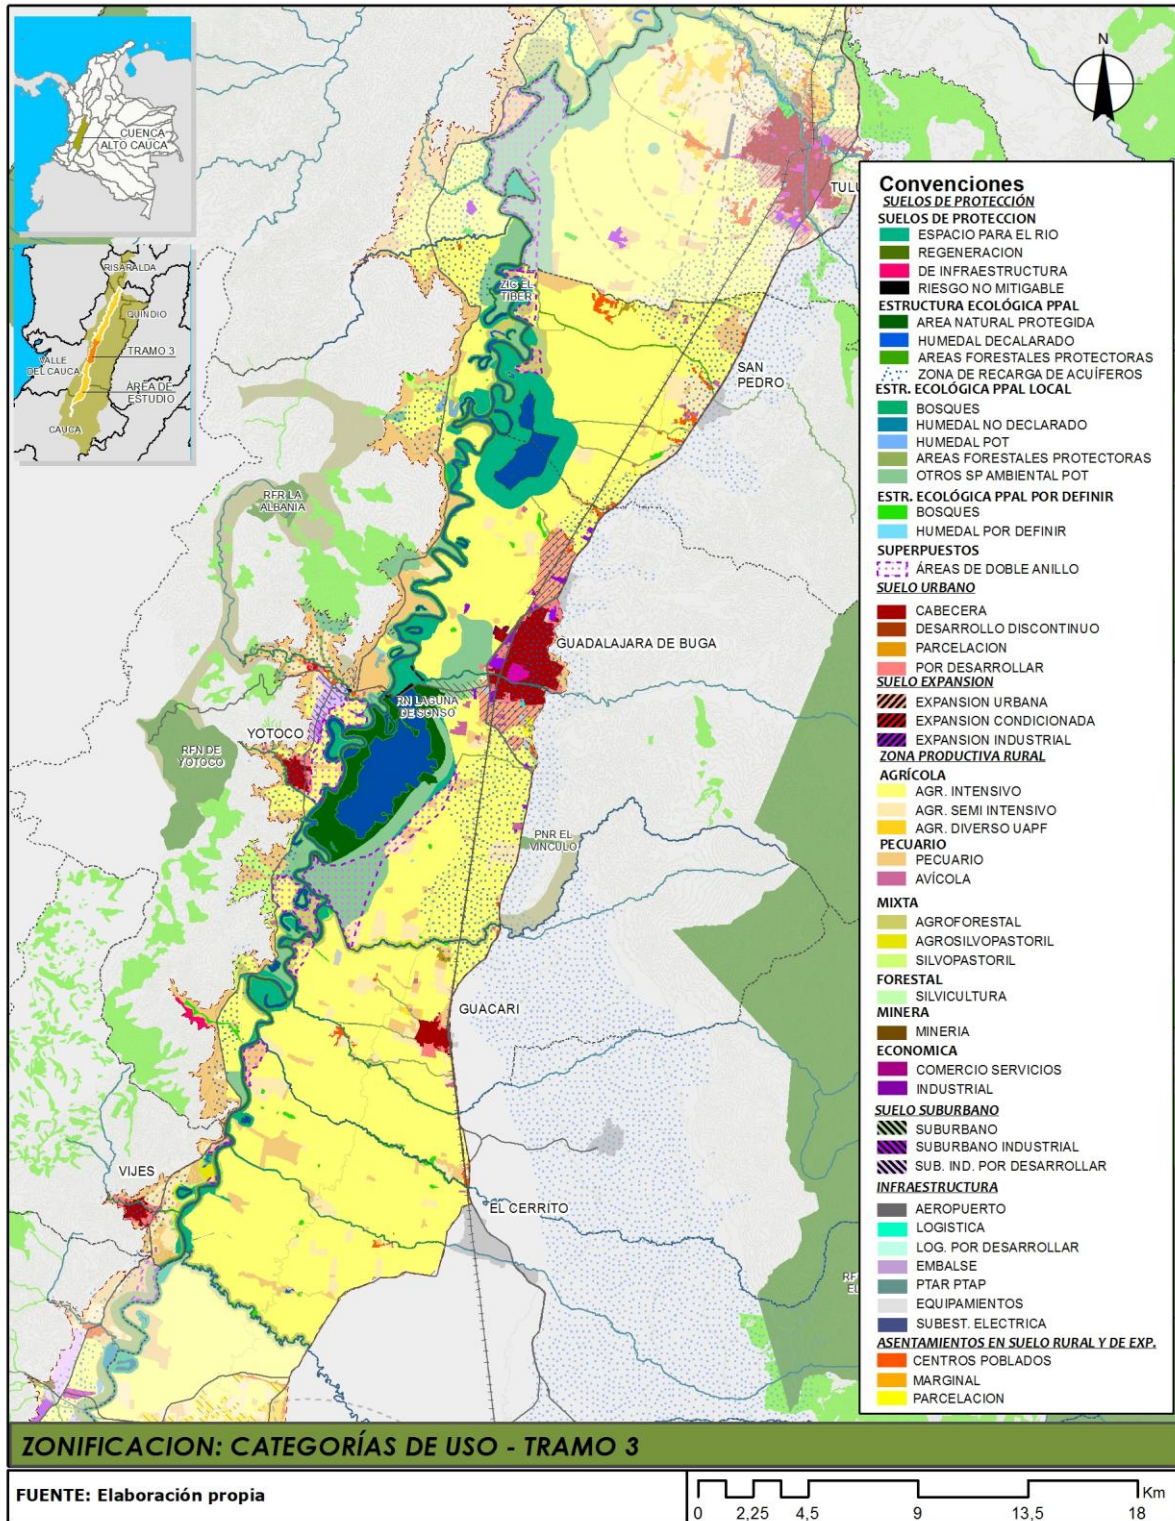 CUENCA
ALTO CAUCA
RISARALDA
QUINDIO
TRAMO 3
VALLE
DEL CAUCA
ÁREA DE
ESTUDIO
CAUCA
N
TULU
ZIC EL
TIBER
SAN
PEDRO
RFR LA
ALBANIA
GUADALAJARA DE BUGA
RN LAGUNA
DE SONSO
YOTOCO
RFN DE
YOTOCO
PNR EL
VINCULO
GUACARI
VIJES
EL CERRITO
Convenciones
SUELOS DE PROTECCIÓN
SUELOS DE PROTECCION
ESPACIO PARA EL RIO
REGENERACION
DE INFRAESTRUCTURA
RIESGO NO MITIGABLE
ESTRUCTURA ECOLÓGICA PPAL
AREA NATURAL PROTEGIDA
HUMEDAL DECALARADO
AREAS FORESTALES PROTECTORAS
ZONA DE RECARGA DE ACUÍFEROS
ESTR. ECOLÓGICA PPAL LOCAL
BOSQUES
HUMEDAL NO DECLARADO
HUMEDAL POT
AREAS FORESTALES PROTECTORAS
OTROS SP AMBIENTAL POT
ESTR. ECOLÓGICA PPAL POR DEFINIR
BOSQUES
HUMEDAL POR DEFINIR
SUPERPUESTOS
ÁREAS DE DOBLE ANILLO
SUELO URBANO
CABECERA
DESARROLLO DISCONTINUO
PARCELACION
POR DESARROLLAR
SUELO EXPANSION
EXPANSION URBANA
EXPANSION CONDICIONADA
EXPANSION INDUSTRIAL
ZONA PRODUCTIVA RURAL
AGRÍCOLA
AGR. INTENSIVO
AGR. SEMI INTENSIVO
AGR. DIVERSO UAPF
PECUARIO
PECUARIO
AVÍCOLA
MIXTA
AGROFORESTAL
AGROSILVOPASTORIL
SILVOPASTORIL
FORESTAL
SILVICULTURA
MINERA
MINERIA
ECONOMICA
COMERCIO SERVICIOS
INDUSTRIAL
SUELO SUBURBANO
SUBURBANO
SUBURBANO INDUSTRIAL
SUB. IND. POR DESARROLLAR
INFRAESTRUCTURA
AEROPUERTO
LOGISTICA
LOG. POR DESARROLLAR
EMBALSE
PTAR PTAP
EQUIPAMIENTOS
SUBEST. ELECTRICA
ASENTAMIENTOS EN SUELO RURAL Y DE EXP.
CENTROS POBLADOS
MARGINAL
PARCELACION
ZONIFICACION: CATEGORÍAS DE USO - TRAMO 3
FUENTE: Elaboración propia
0 2,25 4,5 9 13,5 18 Km